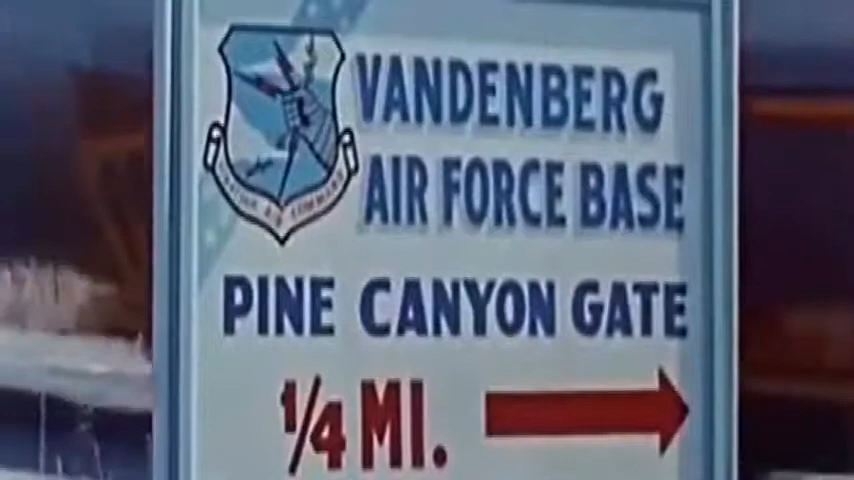 VANDENBERG
AIR FORCE BASE
PINE CANYON GATE
1/4 MI.